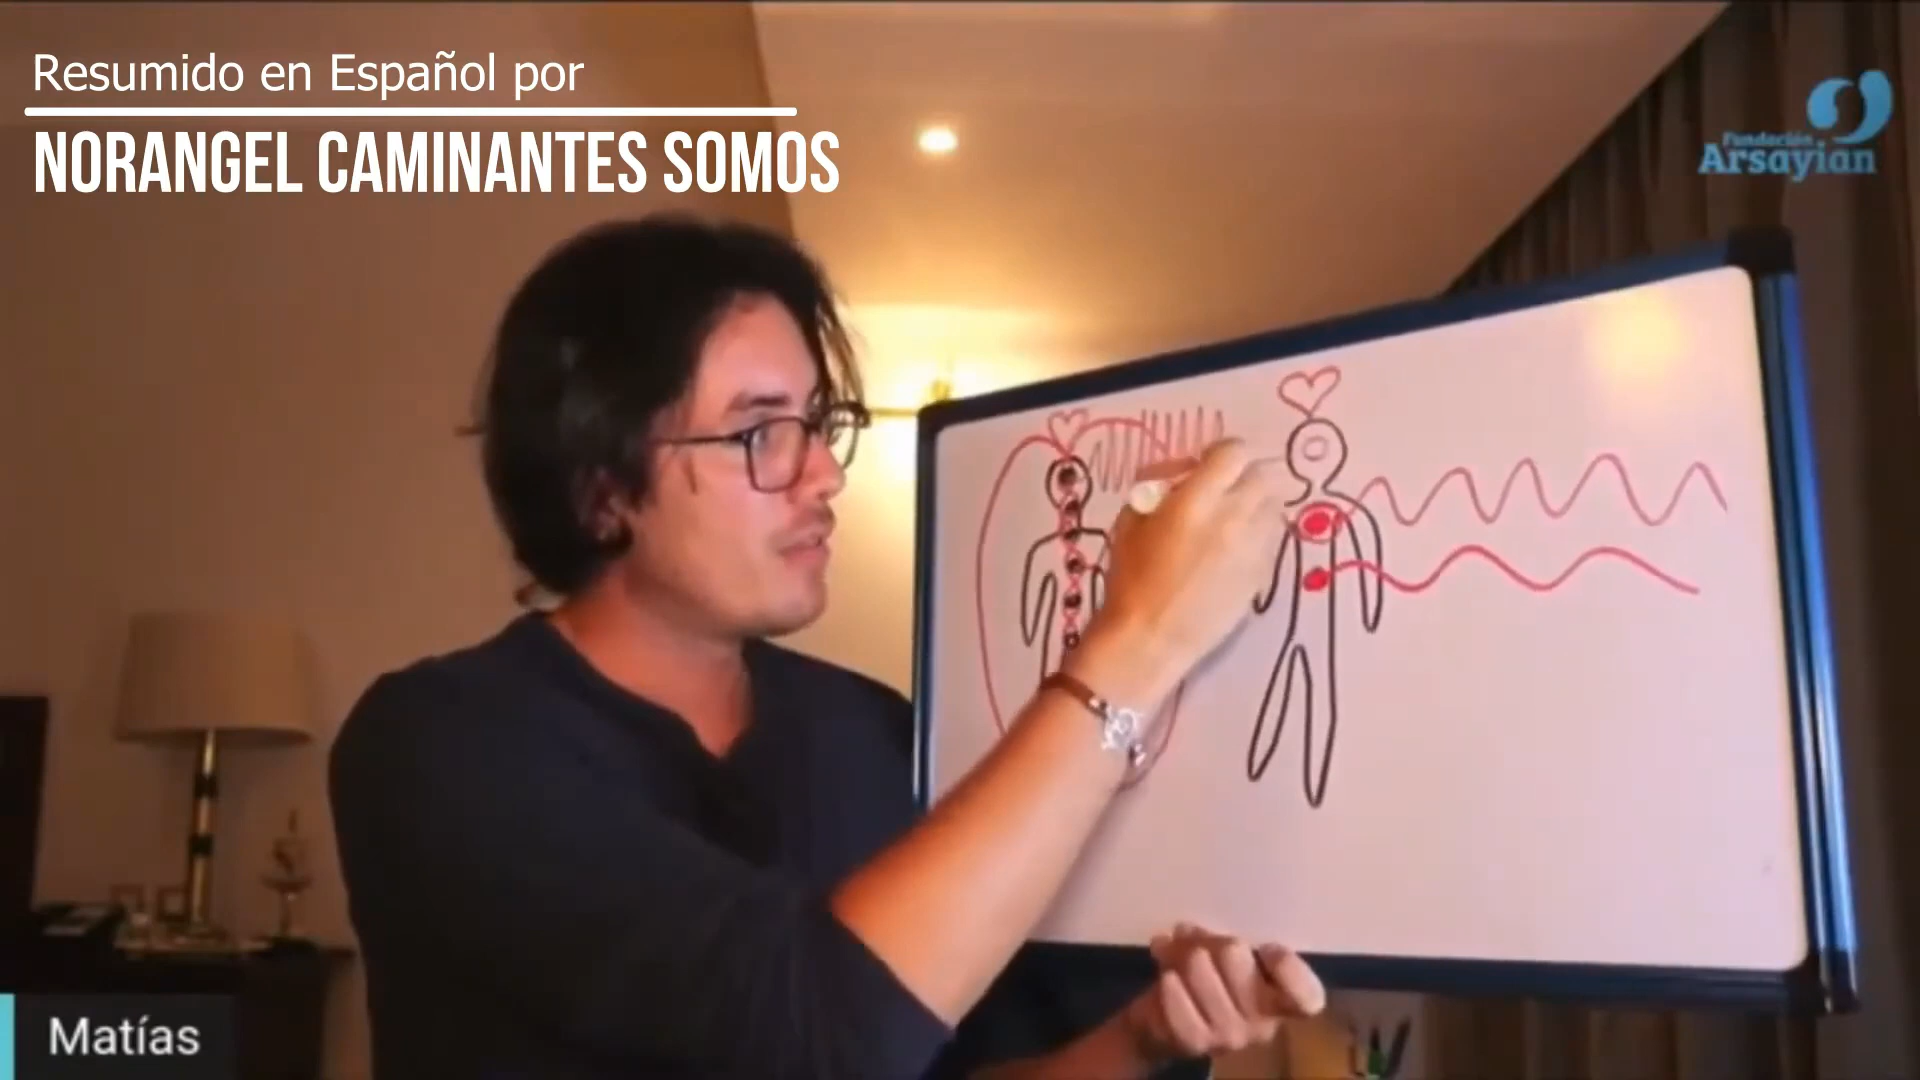 Resumido en Español por
NORANGEL CAMINANTES SOMOS
Fundación
Arsayian
Matías